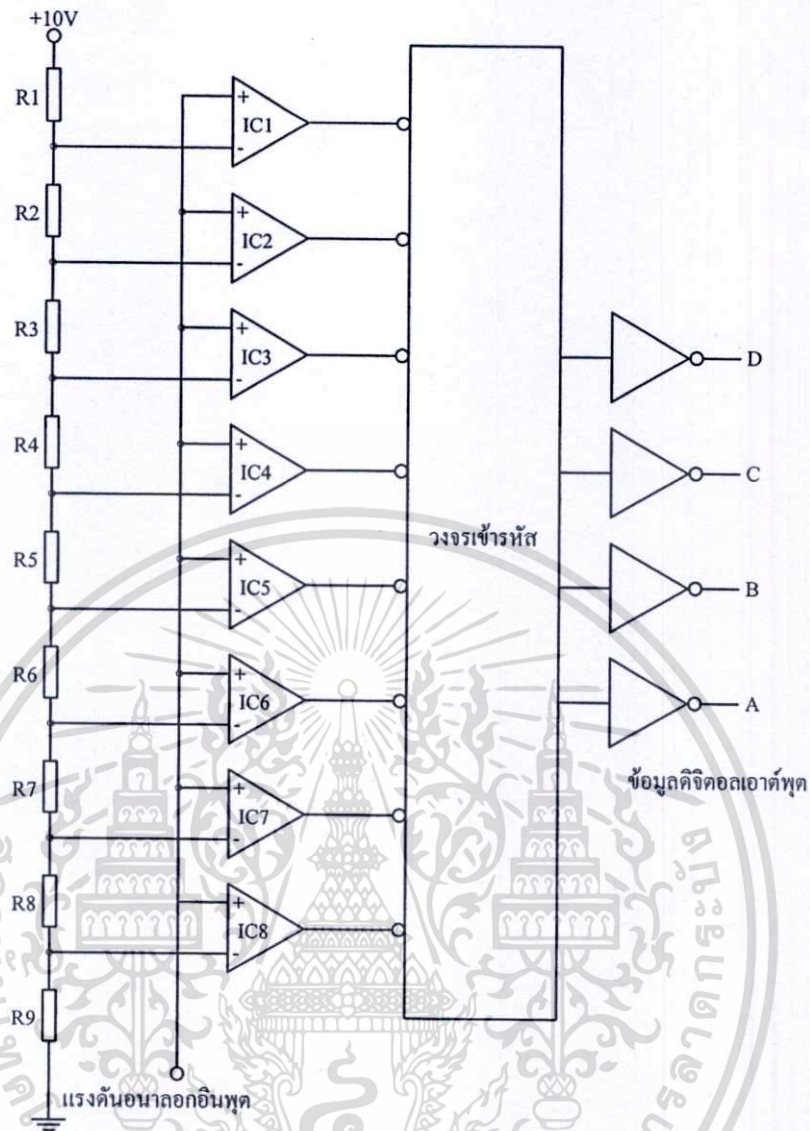 +10V
R1
+
IC1
-
R2
+
IC2
-
R3
+
IC3
-
D
R4
+
IC4
-
C
วงจรเข้ารหัส
R5
+
IC5
-
B
R6
+
IC6
-
A
ข้อมูลดิจิตอลเอาต์พุต
R7
+
IC7
-
R8
+
IC8
-
R9
แรงดันอนาลอกอินพุต